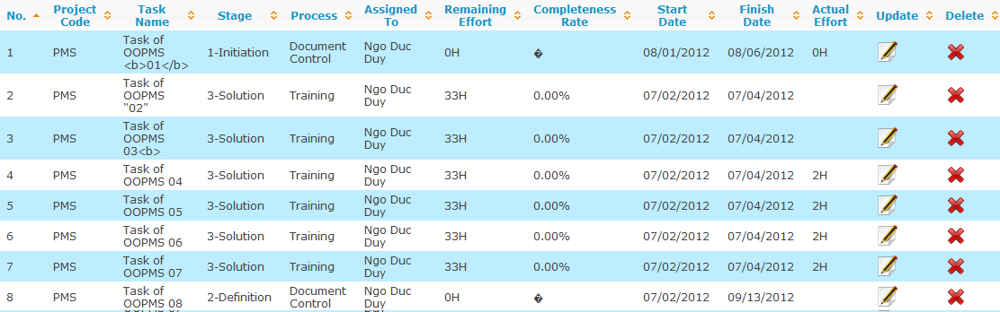 No. Project Code Task Name Stage Process Assigned To Remaining Effort Completeness Rate Start Date Finish Date Actual Effort Update Delete
1 PMS Task of OOPMS <b>01</b> 1-Initiation Document Control Ngo Duc Duy 0H � 08/01/2012 08/06/2012 0H
2 PMS Task of OOPMS "02" 3-Solution Training Ngo Duc Duy 33H 0.00% 07/02/2012 07/04/2012
3 PMS Task of OOPMS 03<b> 3-Solution Training Ngo Duc Duy 33H 0.00% 07/02/2012 07/04/2012
4 PMS Task of OOPMS 04 3-Solution Training Ngo Duc Duy 33H 0.00% 07/02/2012 07/04/2012 2H
5 PMS Task of OOPMS 05 3-Solution Training Ngo Duc Duy 33H 0.00% 07/02/2012 07/04/2012 2H
6 PMS Task of OOPMS 06 3-Solution Training Ngo Duc Duy 33H 0.00% 07/02/2012 07/04/2012 2H
7 PMS Task of OOPMS 07 3-Solution Training Ngo Duc Duy 33H 0.00% 07/02/2012 07/04/2012 2H
8 PMS Task of OOPMS 08 2-Definition Document Control Ngo Duc Duy 0H � 07/02/2012 09/13/2012